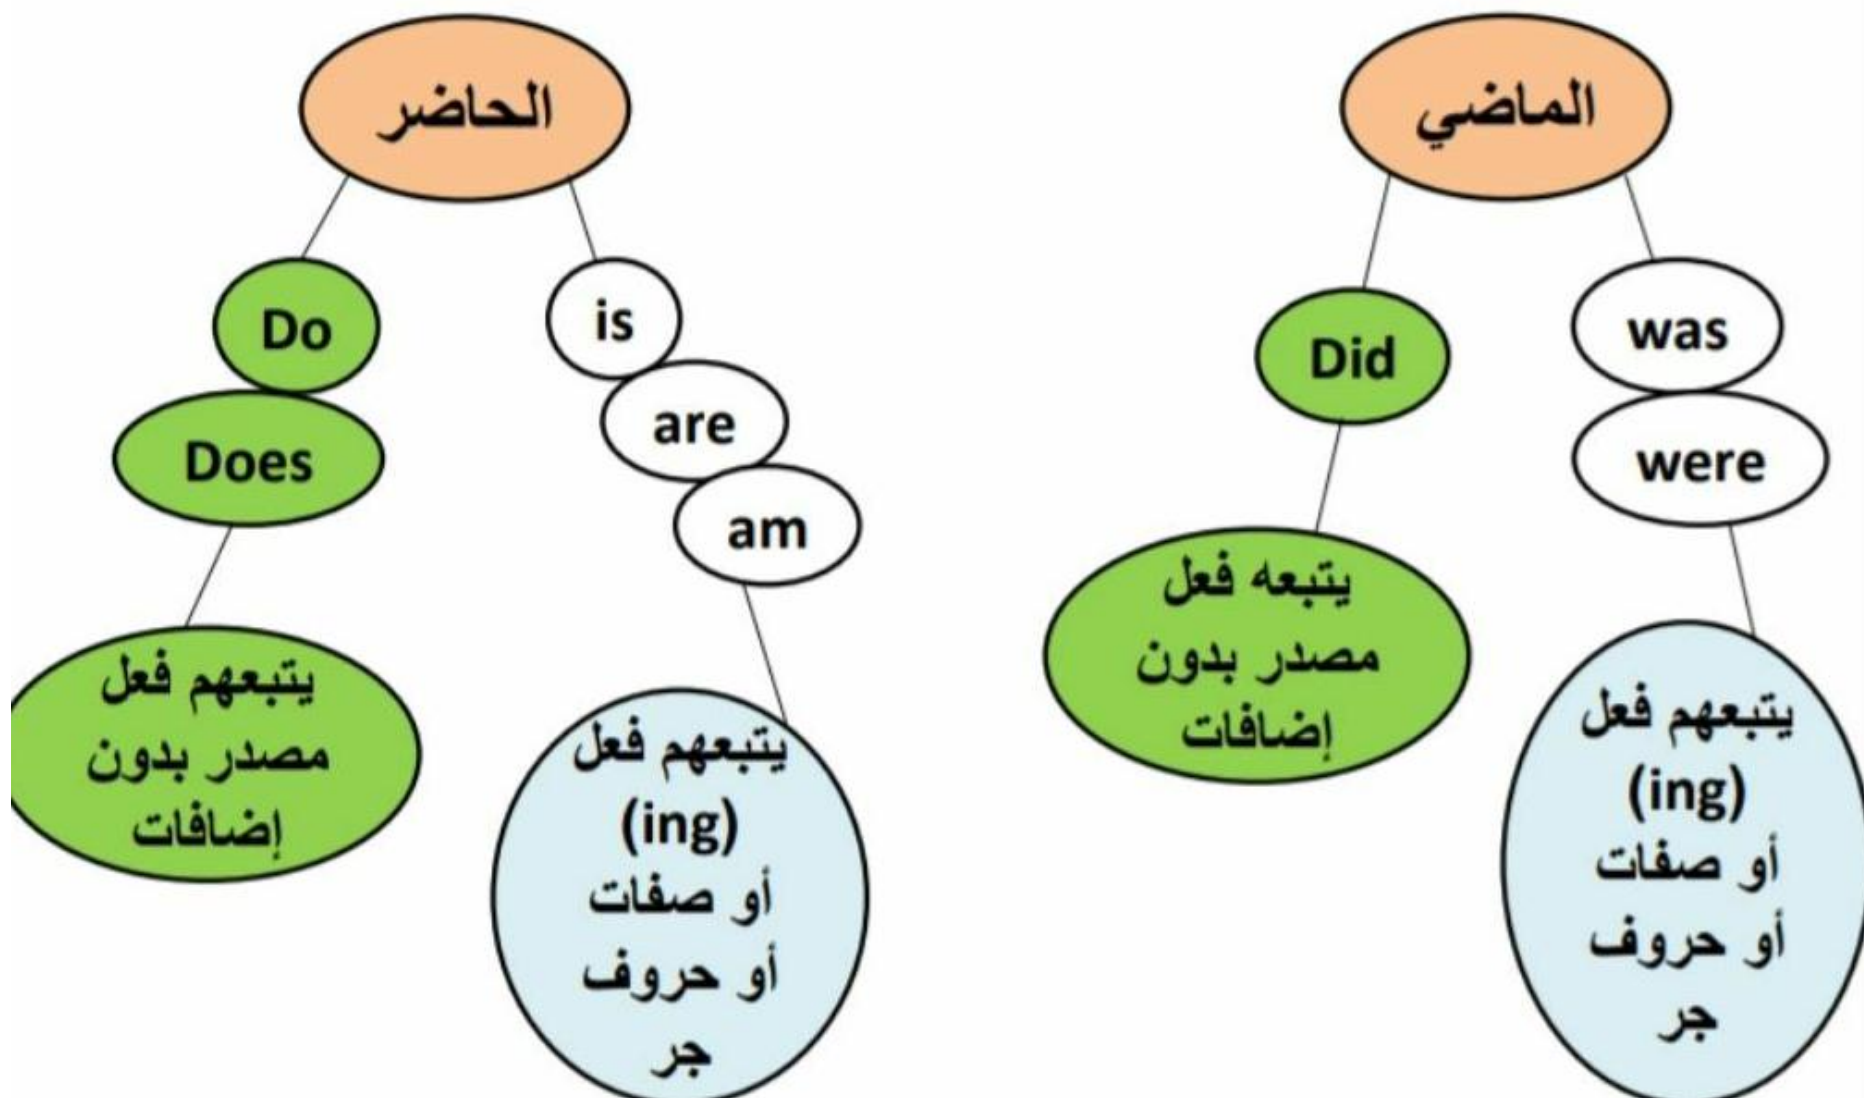 الحاضر
Do
Does
يتبعهم فعل
مصدر بدون
إضافات
is
are
am
يتبعهم فعل
(ing)
أو صفات
أو حروف
جر
الماضي
Did
يتبعه فعل
مصدر بدون
إضافات
was
were
يتبعهم فعل
(ing)
أو صفات
أو حروف
جر